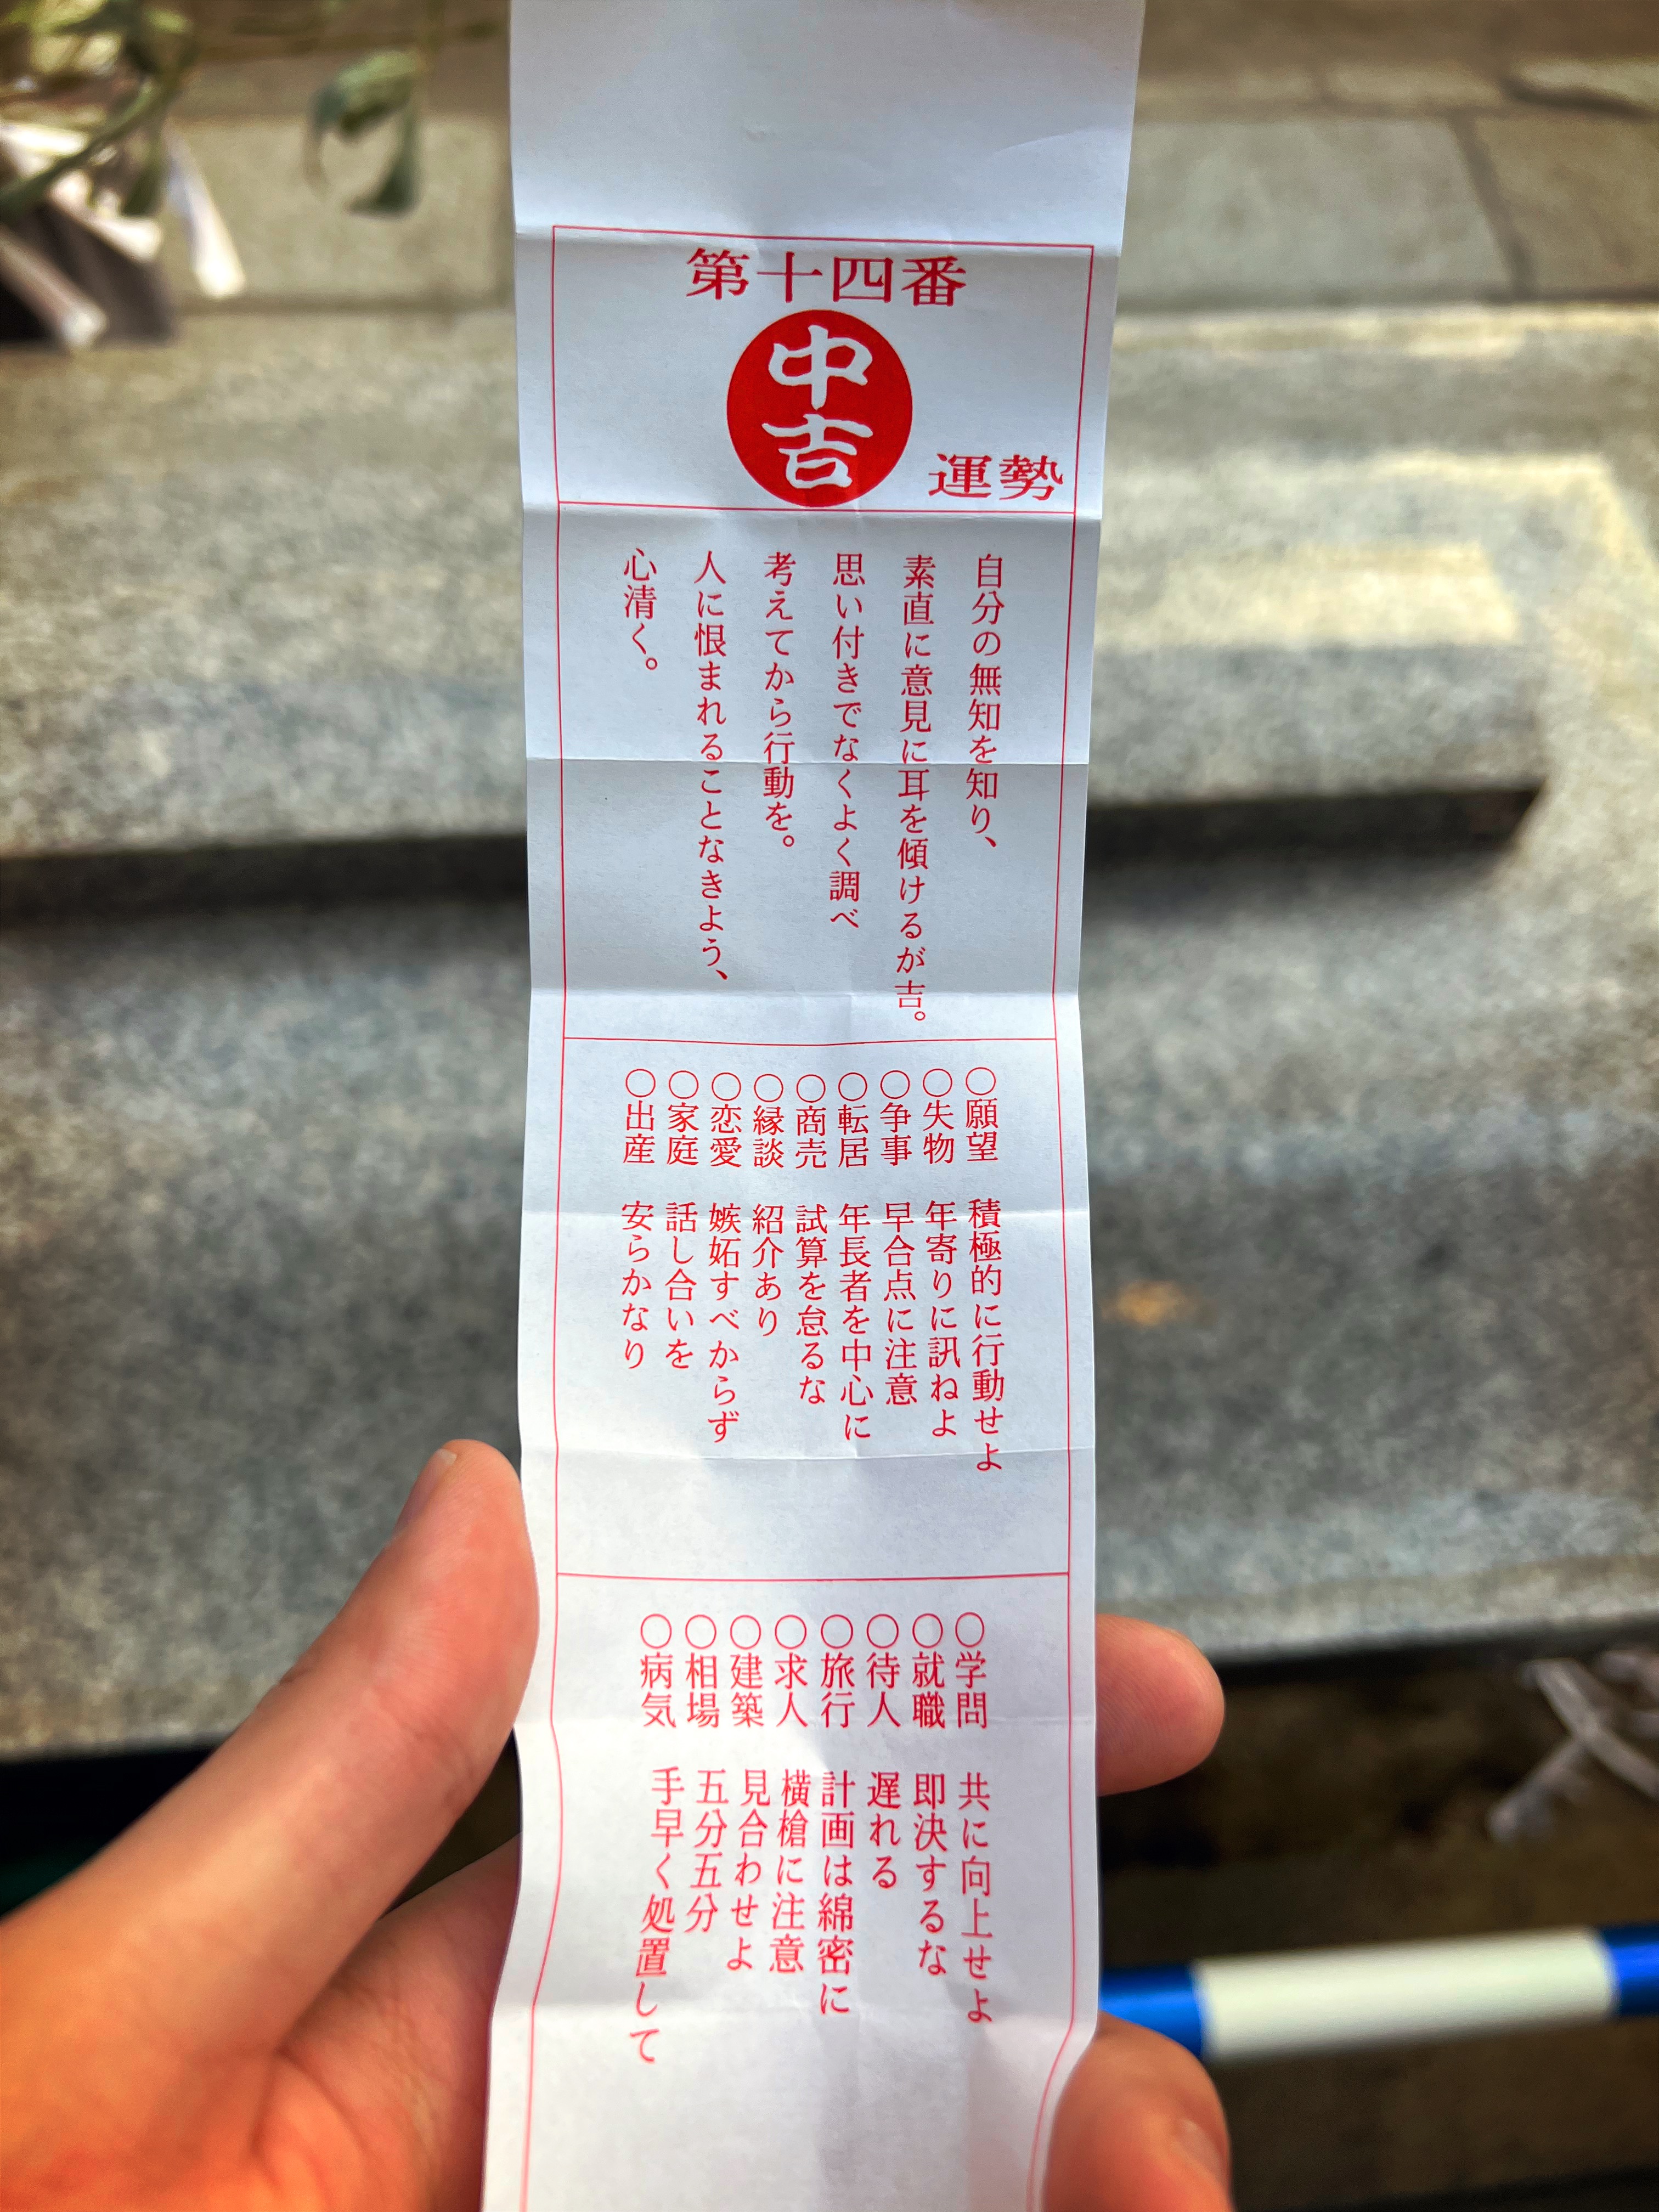 第十四番
中吉
運勢
自分の無知を知り、
素直に意見に耳を傾けるが吉。
思い付きでなくよく調べ
考えてから行動を。
人に恨まれることなきよう、
心清く。
○願望 積極的に行動せよ
○失物 年寄りに訊ねよ
○争事 早合点に注意
○転居 年長者を中心に
○商売 試算を怠るな
○縁談 紹介あり
○恋愛 嫉妬すべからず
○家庭 話し合いを
○出産 安らかなり
○学問 共に向上せよ
○就職 即決するな
○待人 遅れる
○旅行 計画は綿密に
○求人 横槍に注意
○建築 見合わせよ
○相場 五分五分
○病気 手早く処置して